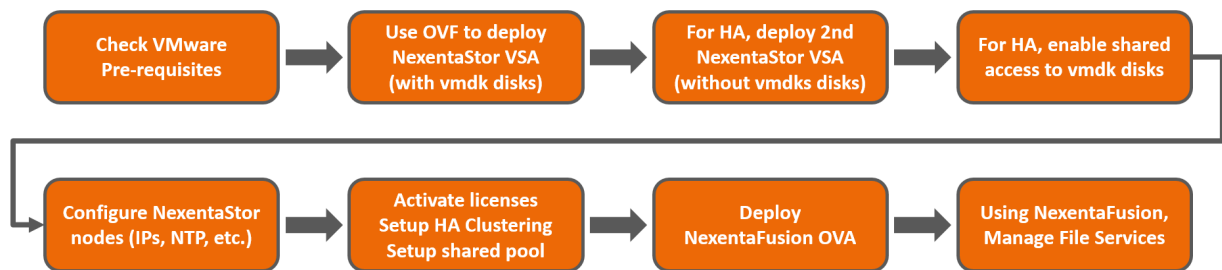 Check VMware
Pre-requisites
Use OVF to deploy
NexentaStor VSA
(with vmdk disks)
For HA, deploy 2nd
NexentaStor VSA
(without vmdks disks)
For HA, enable shared
access to vmdk disks
Configure NexentaStor
nodes (IPs, NTP, etc.)
Activate licenses
Setup HA Clustering
Setup shared pool
Deploy
NexentaFusion OVA
Using NexentaFusion,
Manage File Services